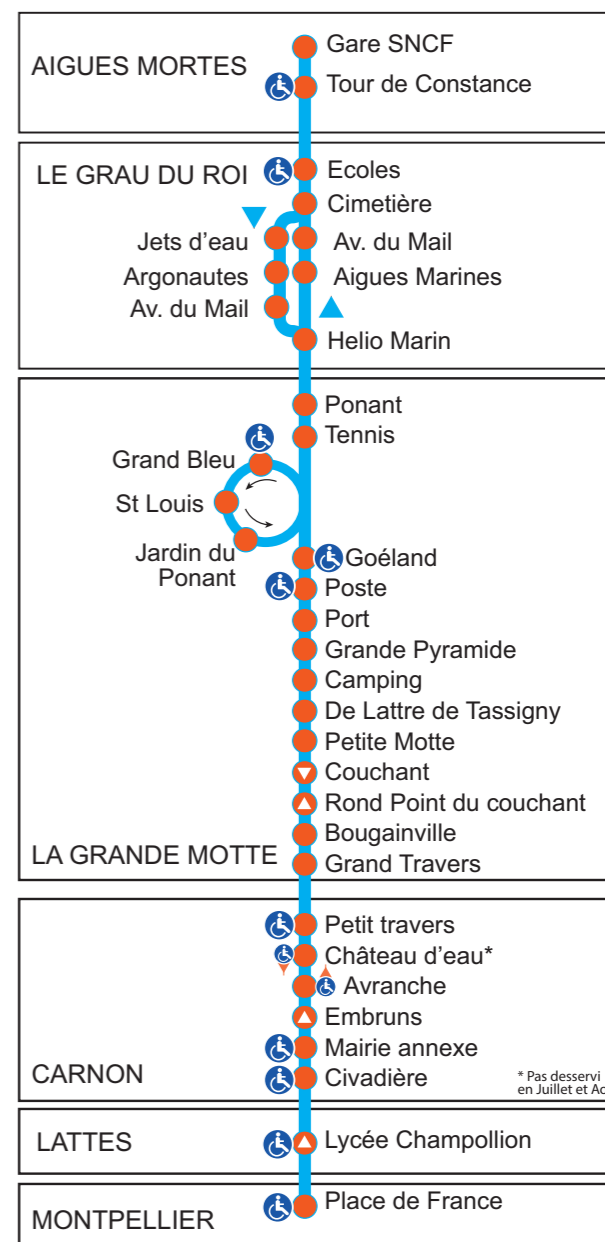 AIGUES MORTES
Gare SNCF
Tour de Constance
LE GRAU DU ROI
Ecoles
Cimetière
Jets d'eau
Av. du Mail
Argonautes
Aigues Marines
Av. du Mail
Helio Marin
Ponant
Tennis
Grand Bleu
St Louis
Jardin du
Ponant
Goéland
Poste
Port
Grande Pyramide
Camping
De Lattre de Tassigny
Petite Motte
Couchant
Rond Point du couchant
Bougainville
LA GRANDE MOTTE
Grand Travers
Petit travers
Château d'eau*
Avranche
Embruns
Mairie annexe
CARNON
Civadière
* Pas desservi
en Juillet et Ao
LATTES
Lycée Champollion
Place de France
MONTPELLIER